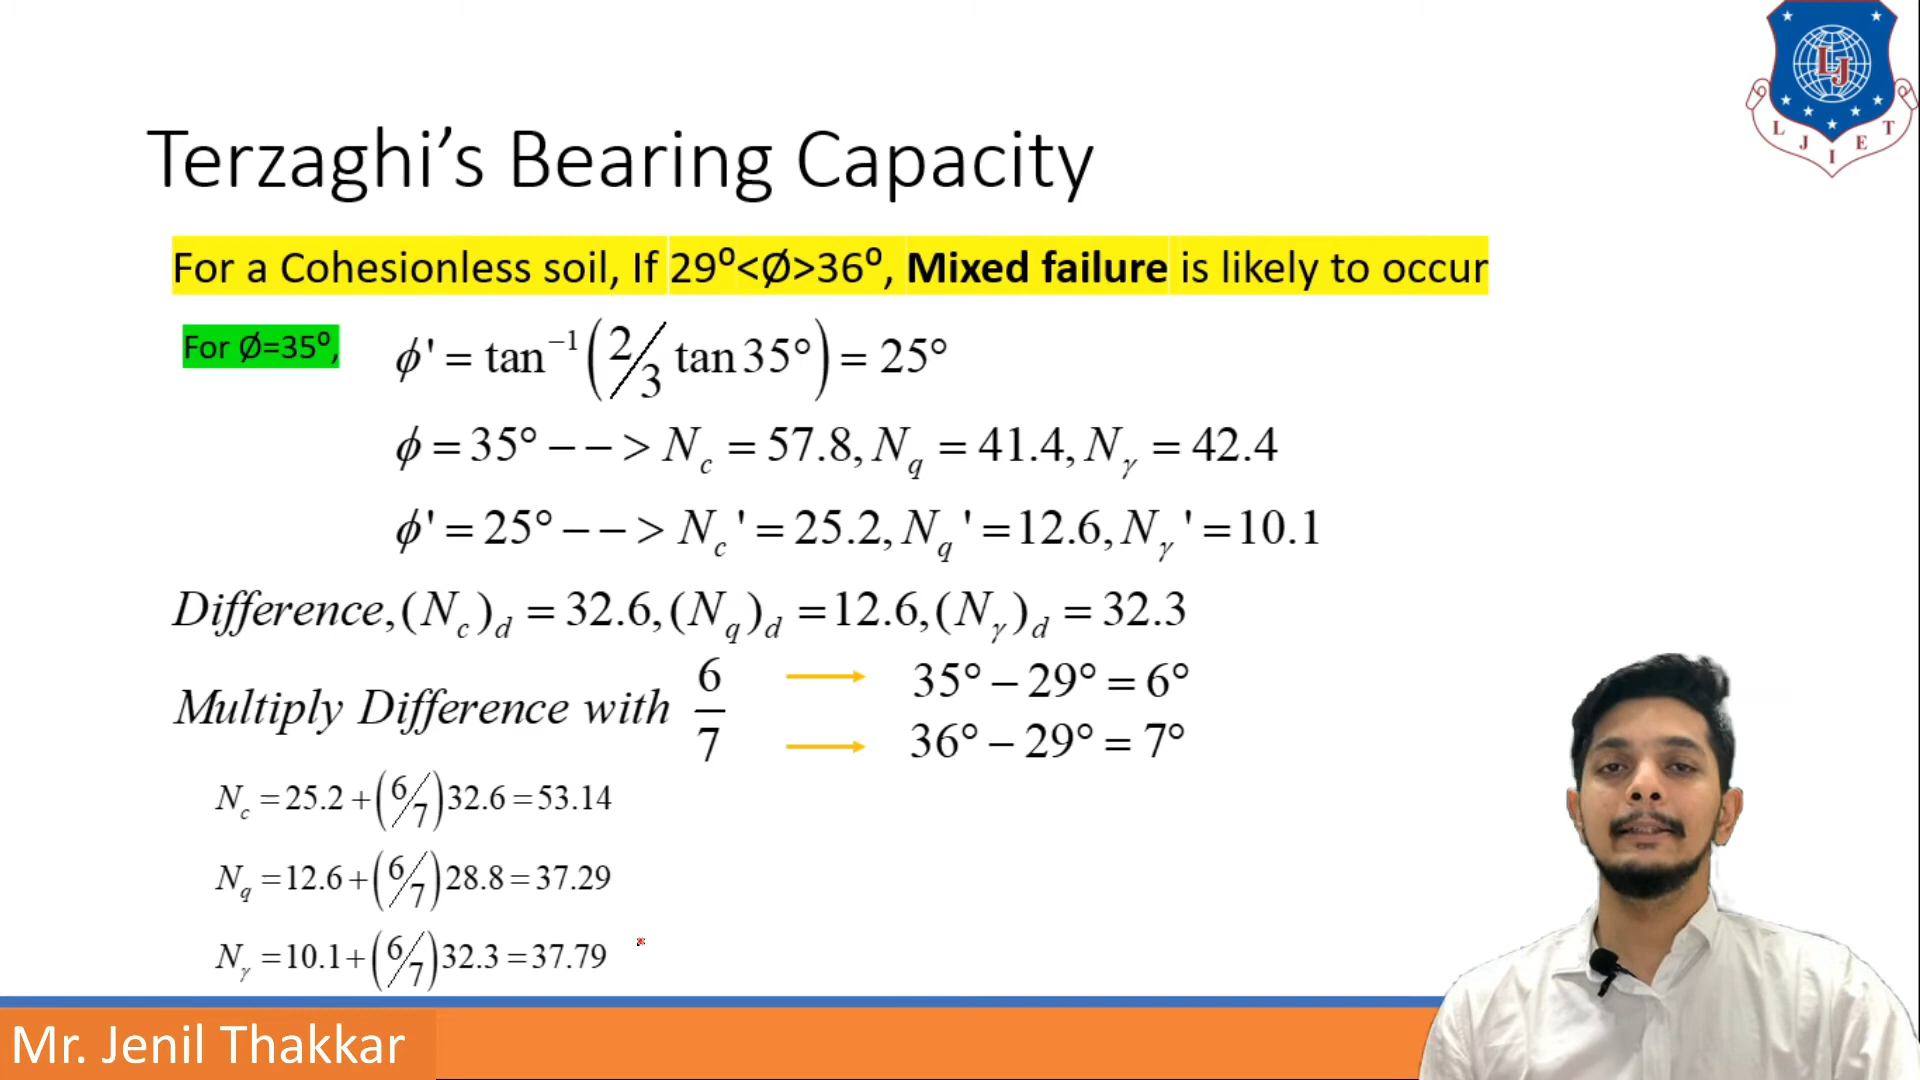 LJ
L J I E T
Terzaghi’s Bearing Capacity
For a Cohesionless soil, If 29⁰<Ø>36⁰, Mixed failure is likely to occur
For Ø=35⁰,
ϕ' = tan⁻¹(2/3 tan 35°) = 25°
ϕ = 35° − − > N_c = 57.8, N_q = 41.4, N_γ = 42.4
ϕ' = 25° − − > N_c' = 25.2, N_q' = 12.6, N_γ' = 10.1
Difference, (N_c)_d = 32.6, (N_q)_d = 12.6, (N_γ)_d = 32.3
Multiply Difference with 6/7
35° − 29° = 6°
36° − 29° = 7°
N_c = 25.2 + (6/7)32.6 = 53.14
N_q = 12.6 + (6/7)28.8 = 37.29
N_γ = 10.1 + (6/7)32.3 = 37.79
Mr. Jenil Thakkar